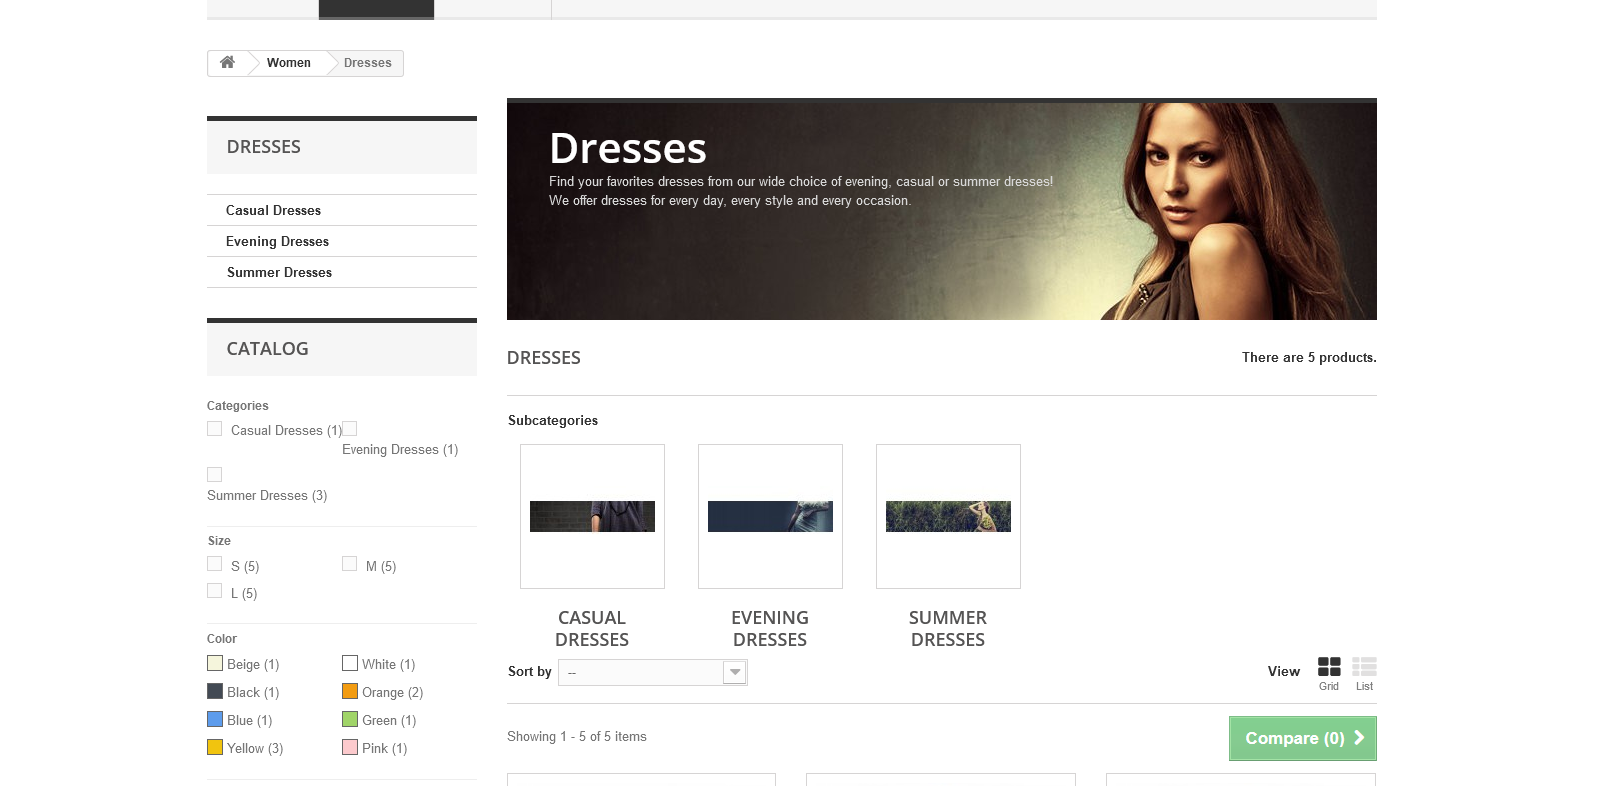 Women
Dresses
DRESSES
Casual Dresses
Evening Dresses
Summer Dresses
CATALOG
Categories
Casual Dresses (1)
Evening Dresses (1)
Summer Dresses (3)
Size
S (5)
M (5)
L (5)
Color
Beige (1)
White (1)
Black (1)
Orange (2)
Blue (1)
Green (1)
Yellow (3)
Pink (1)
Dresses
Find your favorites dresses from our wide choice of evening, casual or summer dresses!
We offer dresses for every day, every style and every occasion.
DRESSES
There are 5 products.
Subcategories
CASUAL
DRESSES
EVENING
DRESSES
SUMMER
DRESSES
Sort by
--
View
Grid
List
Showing 1 - 5 of 5 items
Compare (0)